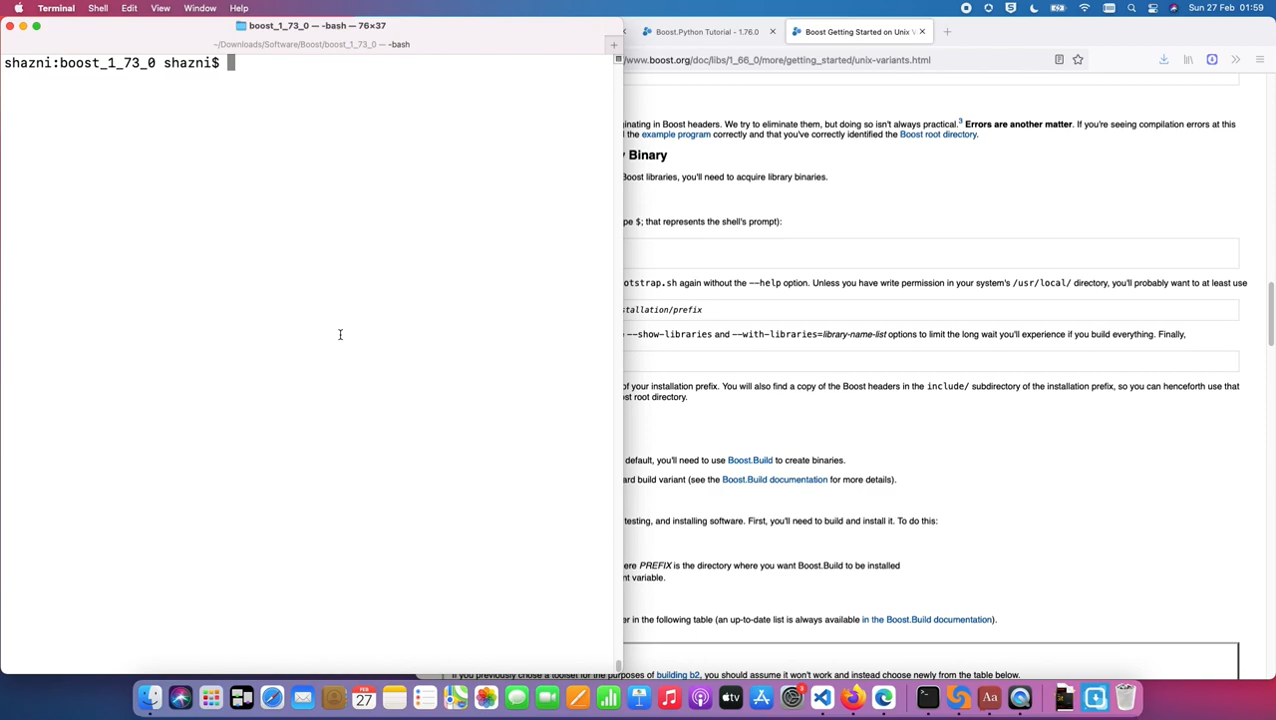 Terminal Shell Edit View Window Help
Sun 27 Feb 01:59
boost_1_73_0 — -bash — 76×37
~/Downloads/Software/Boost/boost_1_73_0 — -bash
shazni:boost_1_73_0 shazni$
Boost.Python Tutorial - 1.76.0
Boost Getting Started on Unix
www.boost.org/doc/libs/1_66_0/more/getting_started/unix-variants.html
ginating in Boost headers. We try to eliminate them, but doing so isn't always practical.3 Errors are another matter. If you're seeing compilation errors at this
the example program correctly and that you've correctly identified the Boost root directory.
y Binary
Boost libraries, you'll need to acquire library binaries.
pe $; that represents the shell's prompt):
otstrap.sh again without the --help option. Unless you have write permission in your system's /usr/local/ directory, you'll probably want to at least use
stallation/prefix
--show-libraries and --with-libraries=library-name-list options to limit the long wait you'll experience if you build everything. Finally,
of your installation prefix. You will also find a copy of the Boost headers in the include/ subdirectory of the installation prefix, so you can henceforth use that
st root directory.
default, you'll need to use Boost.Build to create binaries.
ard build variant (see the Boost.Build documentation for more details).
testing, and installing software. First, you'll need to build and install it. To do this:
ere PREFIX is the directory where you want Boost.Build to be installed
nt variable.
er in the following table (an up-to-date list is always available in the Boost.Build documentation).
If you previously chose a toolset for the purposes of building b2, you should assume it won't work and instead choose newly from the table below.